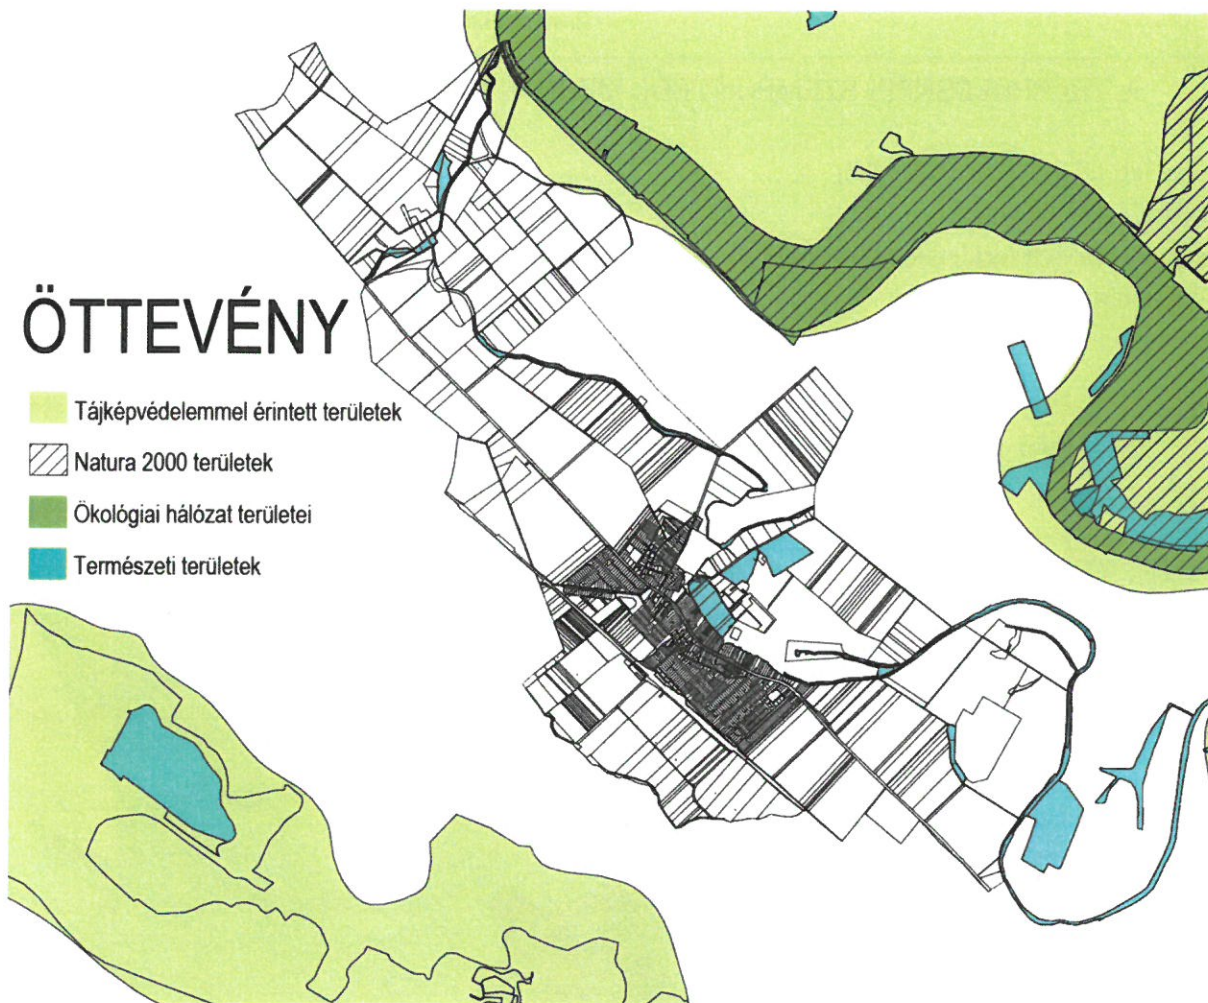 ÖTTEVÉNY
Tájképvédelemmel érintett területek
Natura 2000 területek
Ökológiai hálózat területei
Természeti területek